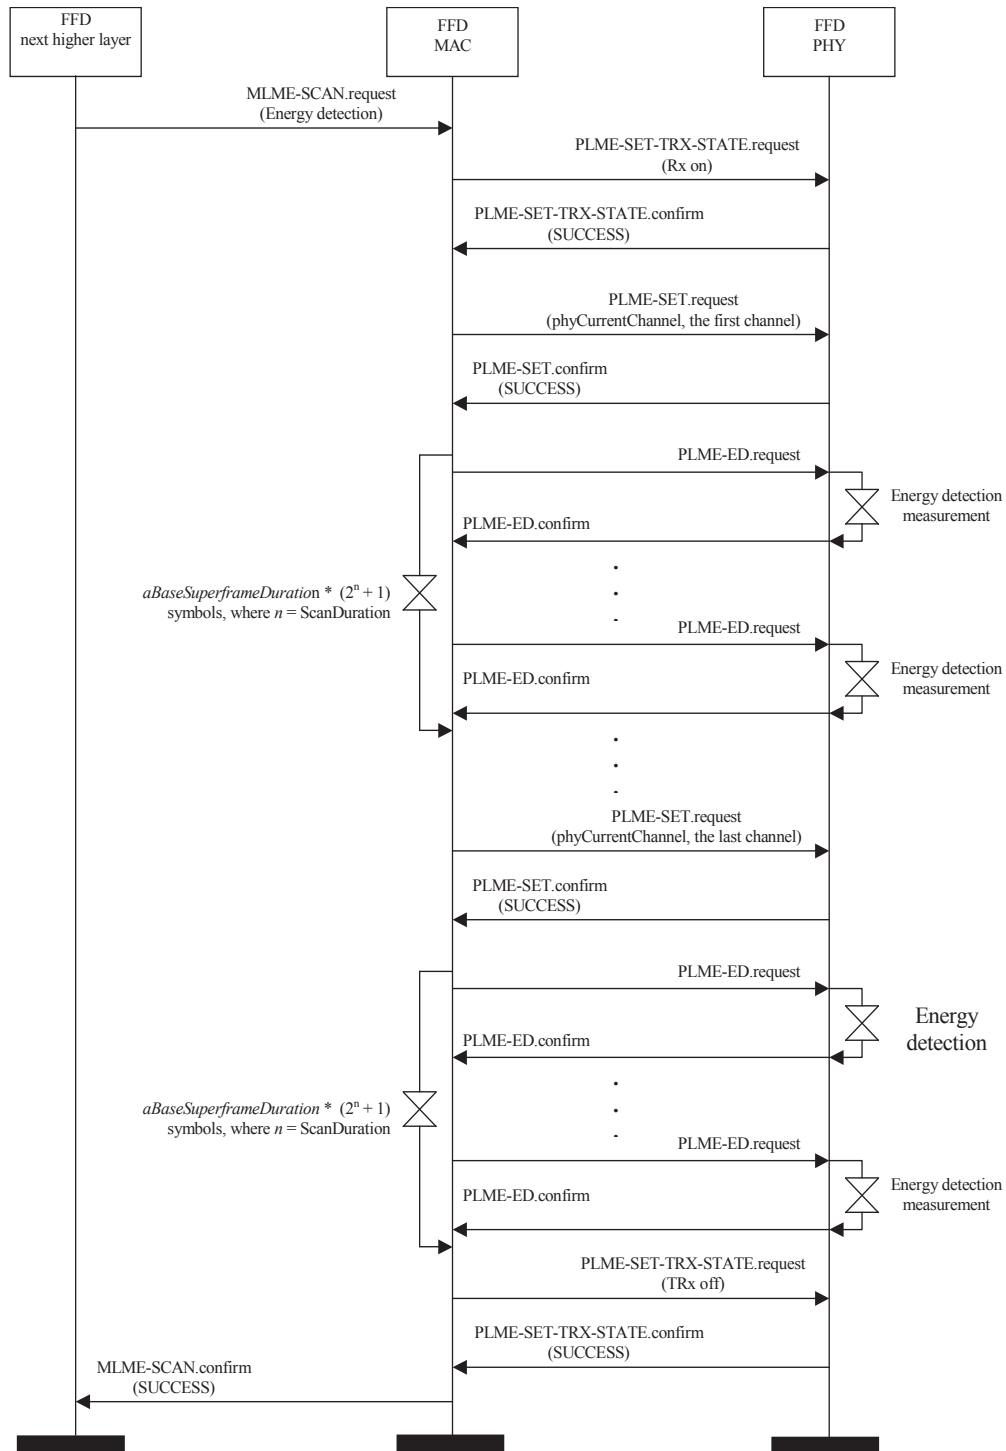 FFD
next higher layer
FFD
MAC
FFD
PHY
MLME-SCAN.request
(Energy detection)
PLME-SET-TRX-STATE.request
(Rx on)
PLME-SET-TRX-STATE.confirm
(SUCCESS)
PLME-SET.request
(phyCurrentChannel, the first channel)
PLME-SET.confirm
(SUCCESS)
PLME-ED.request
Energy detection
measurement
PLME-ED.confirm
aBaseSuperframeDuration * (2ⁿ + 1)
symbols, where n = ScanDuration
PLME-ED.request
Energy detection
measurement
PLME-ED.confirm
PLME-SET.request
(phyCurrentChannel, the last channel)
PLME-SET.confirm
(SUCCESS)
PLME-ED.request
Energy
detection
PLME-ED.confirm
aBaseSuperframeDuration * (2ⁿ + 1)
symbols, where n = ScanDuration
PLME-ED.request
Energy detection
measurement
PLME-ED.confirm
PLME-SET-TRX-STATE.request
(TRx off)
PLME-SET-TRX-STATE.confirm
(SUCCESS)
MLME-SCAN.confirm
(SUCCESS)